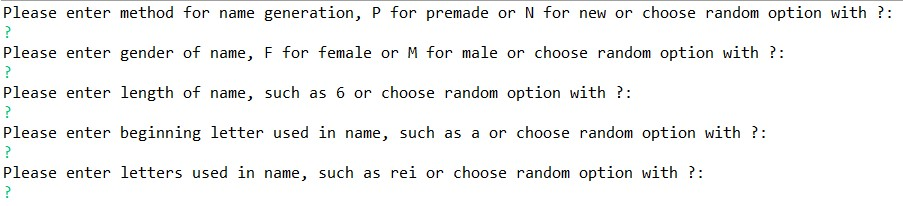 Please enter method for name generation, P for premade or N for new or choose random option with ?:
?
Please enter gender of name, F for female or M for male or choose random option with ?:
?
Please enter length of name, such as 6 or choose random option with ?:
?
Please enter beginning letter used in name, such as a or choose random option with ?:
?
Please enter letters used in name, such as rei or choose random option with ?:
?